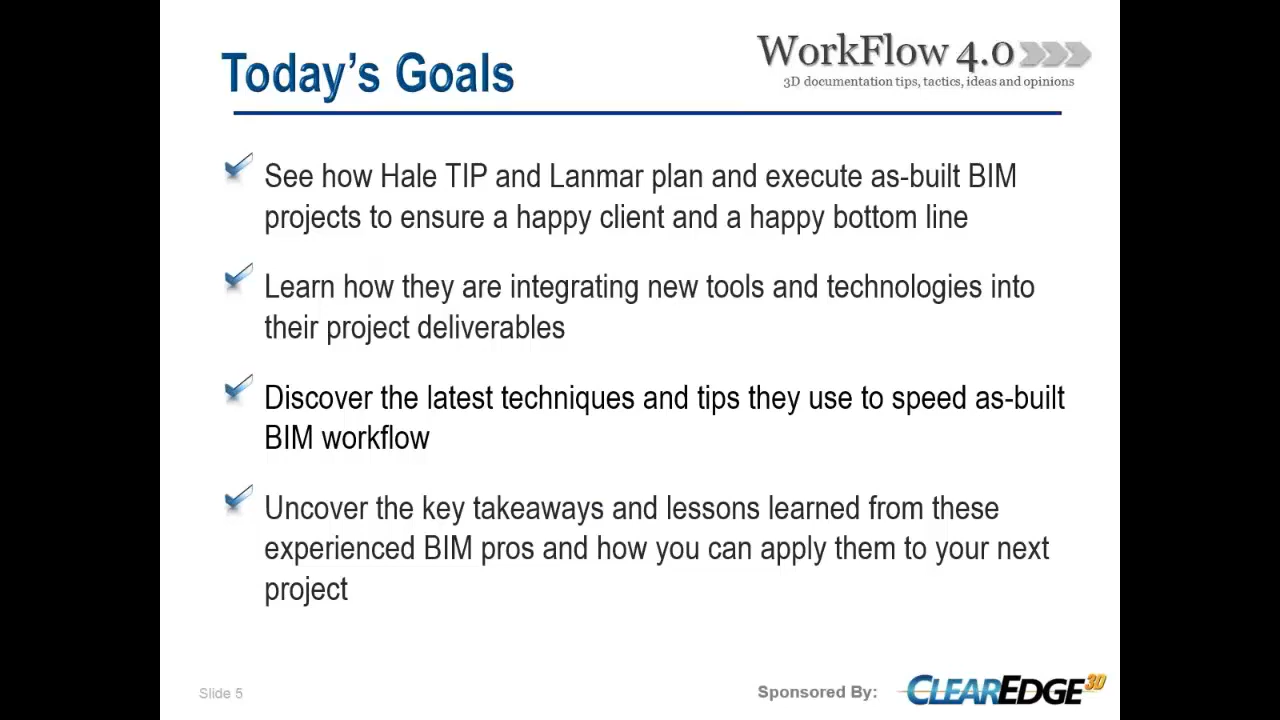 Today's Goals
WorkFlow 4.0
3D documentation tips, tactics, ideas and opinions
See how Hale TIP and Lanmar plan and execute as-built BIM
projects to ensure a happy client and a happy bottom line
Learn how they are integrating new tools and technologies into
their project deliverables
Discover the latest techniques and tips they use to speed as-built
BIM workflow
Uncover the key takeaways and lessons learned from these
experienced BIM pros and how you can apply them to your next
project
Slide 5
Sponsored By:
CLEAREDGE 3D